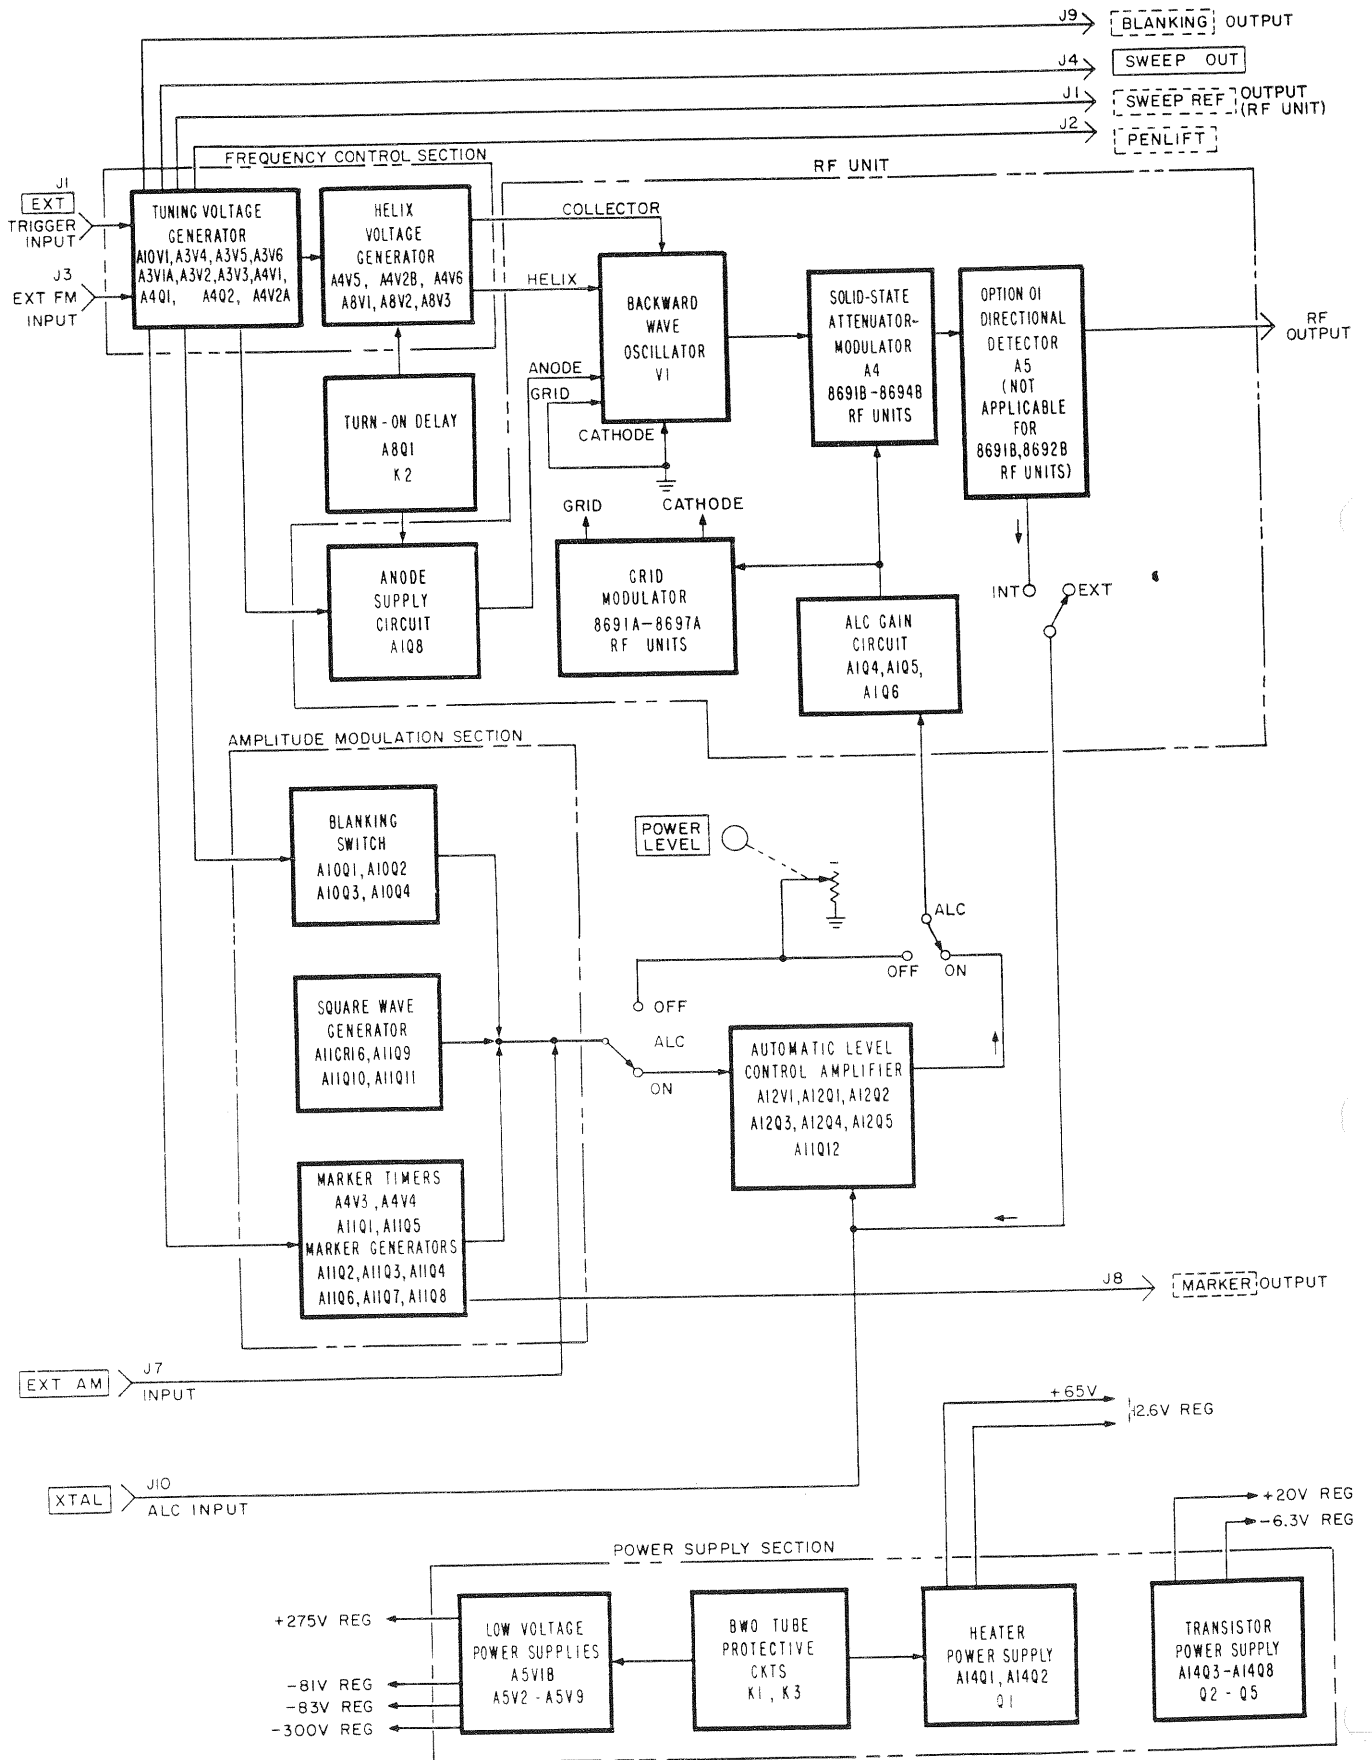 J9
BLANKING OUTPUT
J4
SWEEP OUT
J1
SWEEP REF OUTPUT
(RF UNIT)
J2
PENLIFT
FREQUENCY CONTROL SECTION
RF UNIT
J1
EXT
TRIGGER
INPUT
J3
EXT FM
INPUT
TUNING VOLTAGE
GENERATOR
A10V1,A3V4,A3V5,A3V6
A3V1A,A3V2,A3V3,A4V1,
A4Q1, A4Q2, A4V2A
HELIX
VOLTAGE
GENERATOR
A4V5, A4V2B, A4V6
A8V1,A8V2,A8V3
COLLECTOR
HELIX
ANODE
GRID
CATHODE
BACKWARD
WAVE
OSCILLATOR
V1
SOLID-STATE
ATTENUATOR-
MODULATOR
A4
8691B-8694B
RF UNITS
OPTION 01
DIRECTIONAL
DETECTOR
A5
(NOT
APPLICABLE
FOR
8691B,8692B
RF UNITS)
RF
OUTPUT
TURN-ON DELAY
A8Q1
K2
ANODE
SUPPLY
CIRCUIT
A1Q8
GRID
CATHODE
GRID
MODULATOR
8691A-8697A
RF UNITS
ALC GAIN
CIRCUIT
A1Q4,A1Q5,
A1Q6
INT
EXT
AMPLITUDE MODULATION SECTION
BLANKING
SWITCH
A10Q1,A10Q2
A10Q3,A10Q4
POWER
LEVEL
ALC
OFF
ON
SQUARE WAVE
GENERATOR
A11CR16,A11Q9
A11Q10,A11Q11
OFF
ALC
ON
AUTOMATIC LEVEL
CONTROL AMPLIFIER
A12V1,A12Q1,A12Q2
A12Q3,A12Q4,A12Q5
A11Q12
MARKER TIMERS
A4V3,A4V4
A11Q1,A11Q5
MARKER GENERATORS
A11Q2,A11Q3,A11Q4
A11Q6,A11Q7,A11Q8
J8
MARKER OUTPUT
EXT AM
J7
INPUT
XTAL
J10
ALC INPUT
+65V
12.6V REG
+20V REG
-6.3V REG
POWER SUPPLY SECTION
+275V REG
-81V REG
-83V REG
-300V REG
LOW VOLTAGE
POWER SUPPLIES
A5V1B
A5V2-A5V9
BWO TUBE
PROTECTIVE
CKTS
K1, K3
HEATER
POWER SUPPLY
A14Q1,A14Q2
Q1
TRANSISTOR
POWER SUPPLY
A14Q3-A14Q8
Q2-Q5